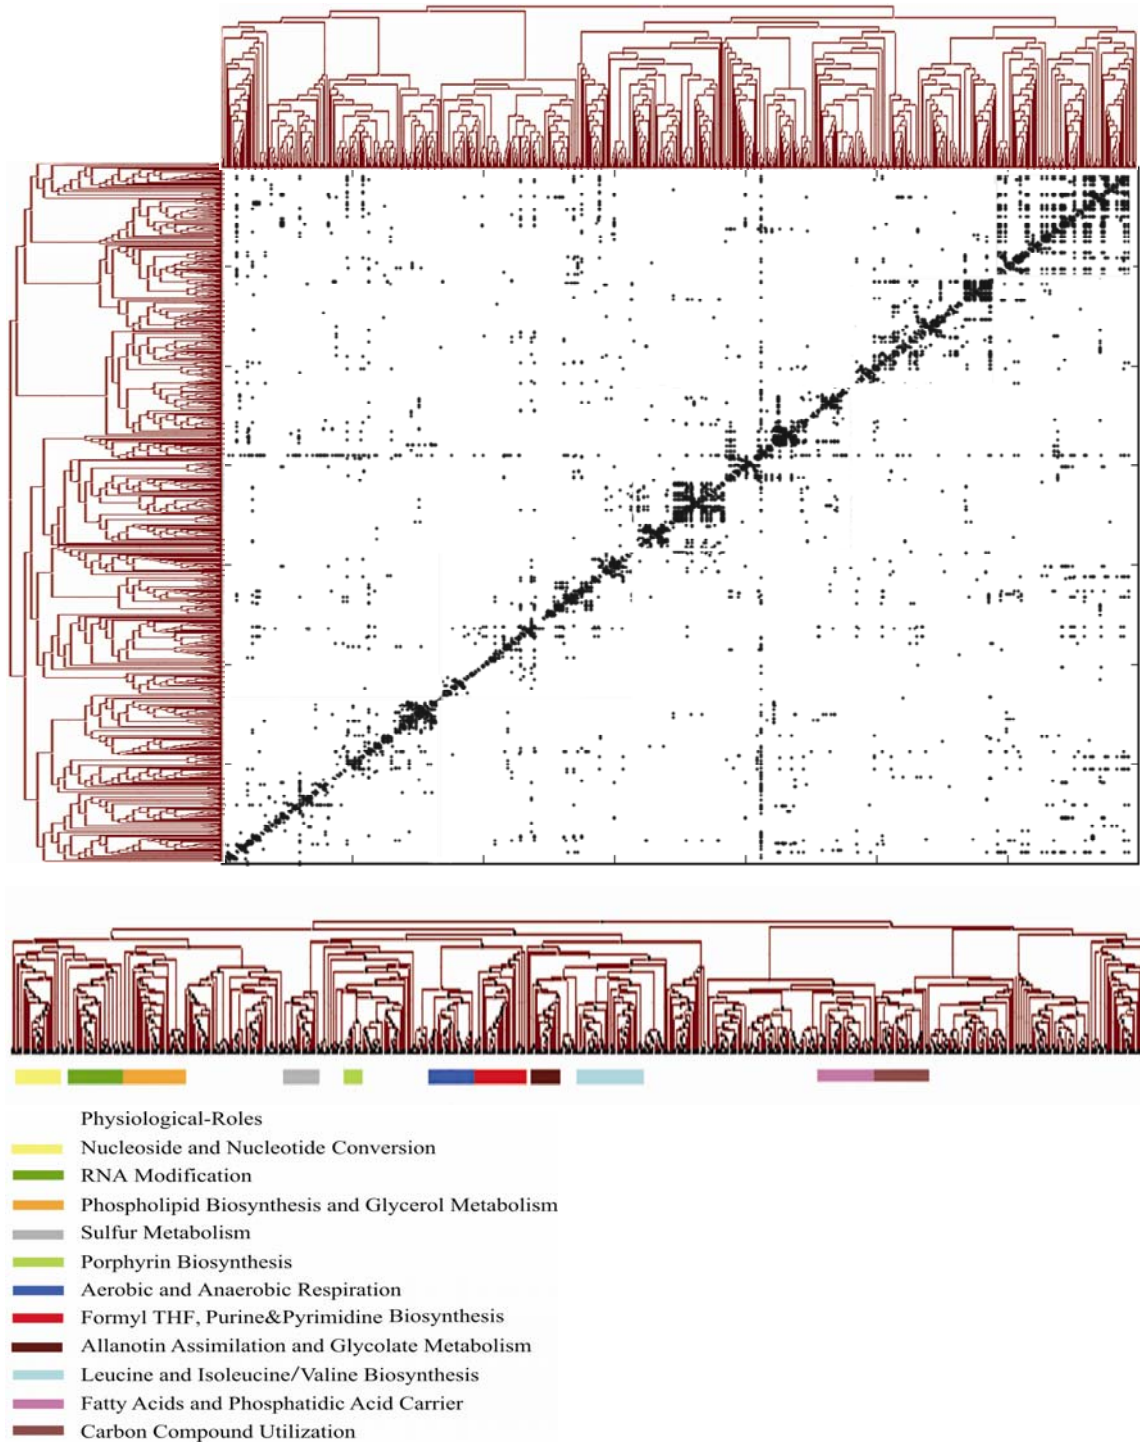 Physiological-Roles
Nucleoside and Nucleotide Conversion
RNA Modification
Phospholipid Biosynthesis and Glycerol Metabolism
Sulfur Metabolism
Porphyrin Biosynthesis
Aerobic and Anaerobic Respiration
Formyl THF, Purine&Pyrimidine Biosynthesis
Allanotin Assimilation and Glycolate Metabolism
Leucine and Isoleucine/Valine Biosynthesis
Fatty Acids and Phosphatidic Acid Carrier
Carbon Compound Utilization